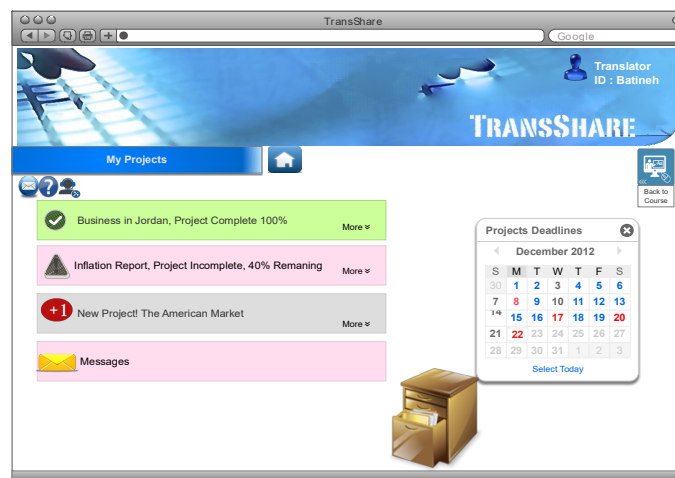 TransShare
Google
Translator
ID : Batineh
TRANSSHARE
My Projects
Back to
Course
Business in Jordan, Project Complete 100%
More
Inflation Report, Project Incomplete, 40% Remaning
More
+1
New Project! The American Market
More
Messages
Projects Deadlines
December 2012
S M T W T F S
30 1 2 3 4 5 6
7 8 9 10 11 12 13
14 15 16 17 18 19 20
21 22 23 24 25 26 27
28 29 30 31 1 2 3
Select Today